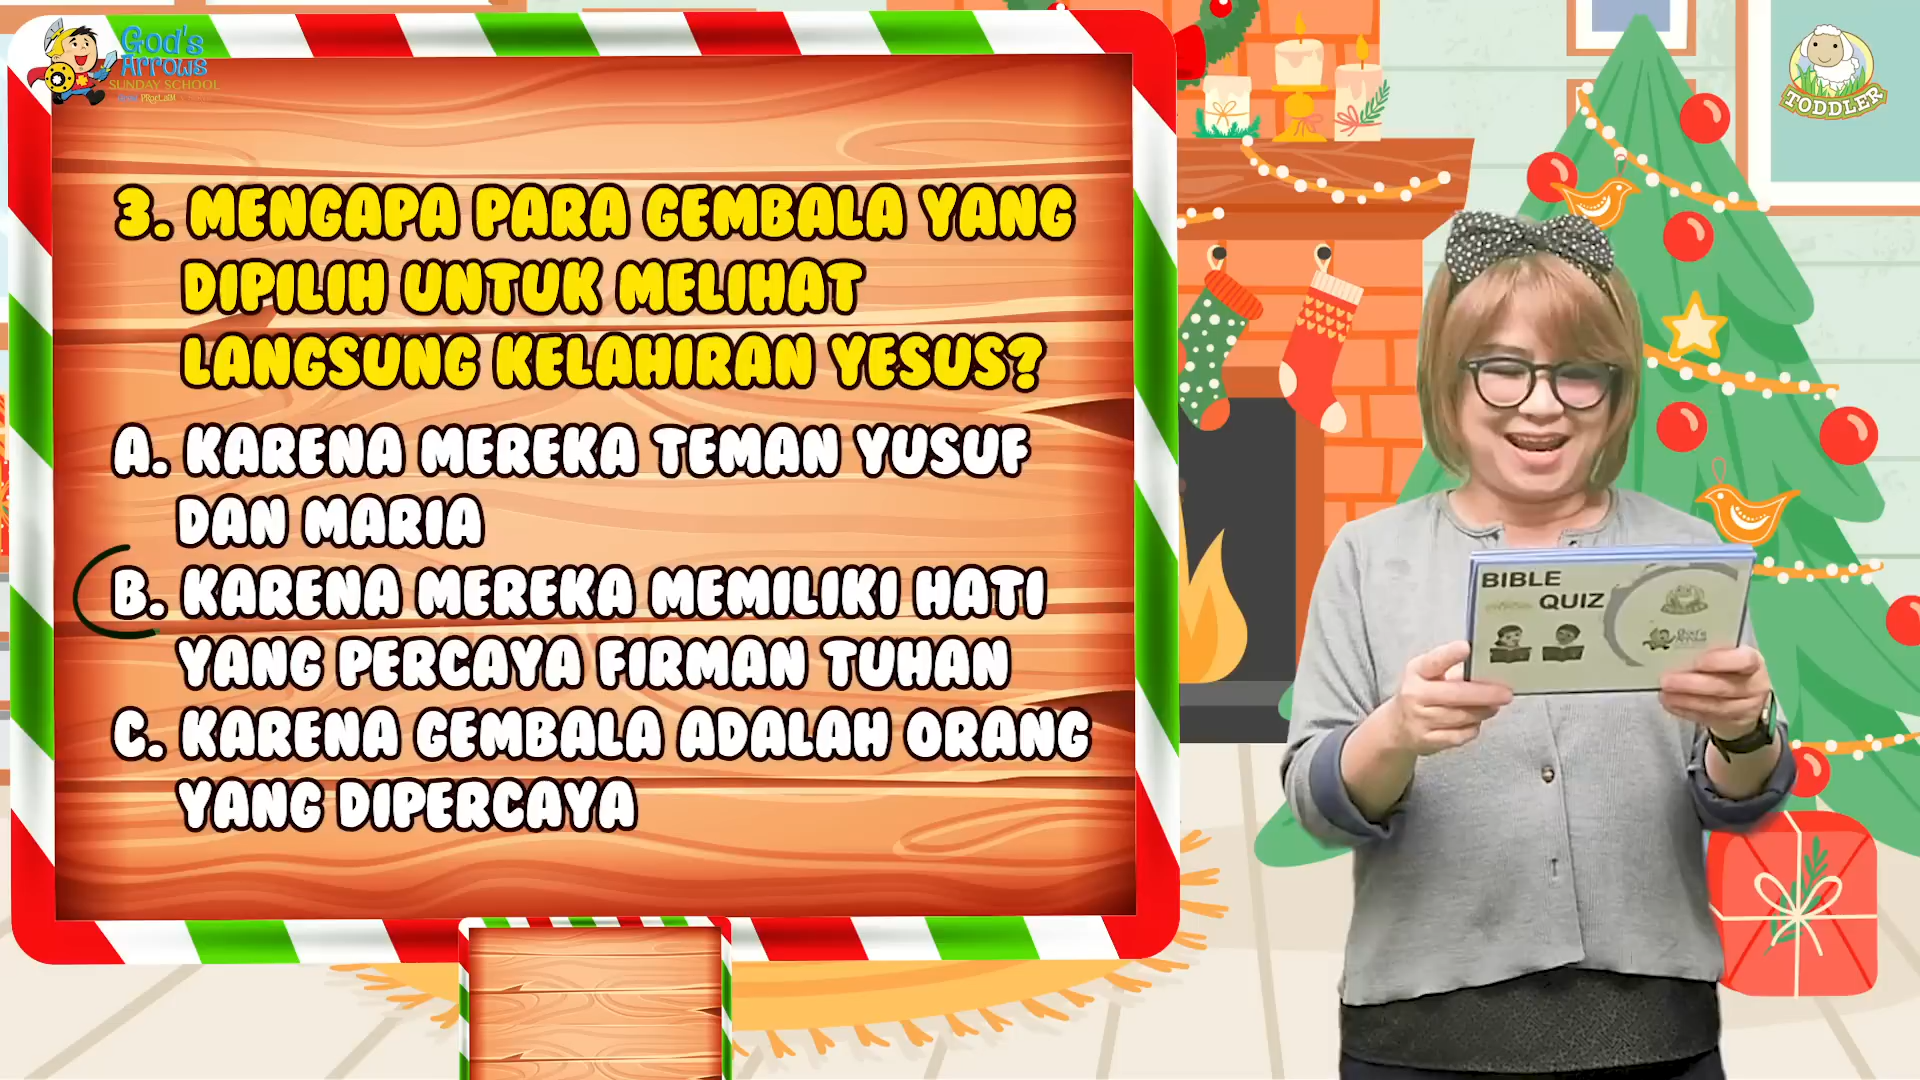 God's
Arrows
SUNDAY SCHOOL
TODDLER
3. MENGAPA PARA GEMBALA YANG
DIPILIH UNTUK MELIHAT
LANGSUNG KELAHIRAN YESUS?
A. KARENA MEREKA TEMAN YUSUF
DAN MARIA
B. KARENA MEREKA MEMILIKI HATI
YANG PERCAYA FIRMAN TUHAN
C. KARENA GEMBALA ADALAH ORANG
YANG DIPERCAYA
BIBLE
QUIZ